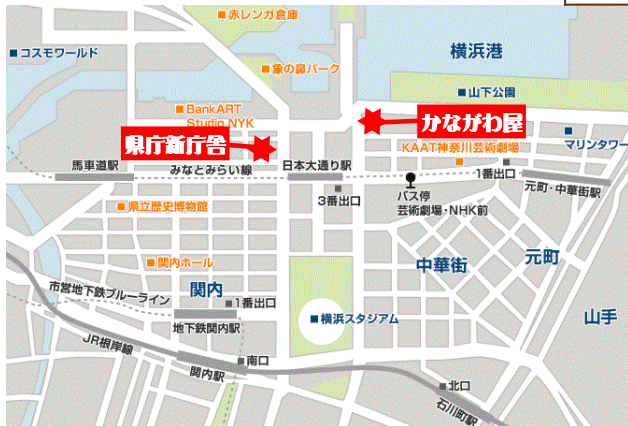 ■赤レンガ倉庫
■コスモワールド
横浜港
■象の鼻パーク
■山下公園
■BankART
Studio NYK
かながわ屋
県庁新庁舎
■マリンタワー
KAAT神奈川芸術劇場
馬車道駅
みなとみらい線
日本大通り駅
1番出口
元町・中華街駅
3番出口
バス停
芸術劇場・NHK前
■県立歴史博物館
元町
中華街
■関内ホール
関内
市営地下鉄ブルーライン
■1番出口
山手
地下鉄関内駅
■横浜スタジアム
JR根岸線
■南口
関内駅
■北口
石川町駅